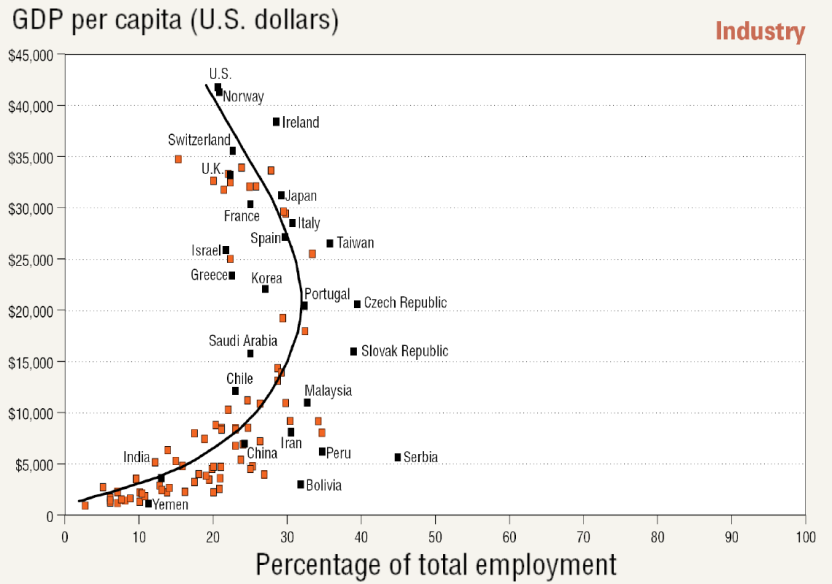 GDP per capita (U.S. dollars)
Industry
$45,000
U.S.
$40,000
Norway
Ireland
Switzerland
$35,000
U.K.
$30,000
Japan
France
Italy
Spain
Taiwan
$25,000
Israel
Greece
Korea
$20,000
Portugal
Czech Republic
Saudi Arabia
$15,000
Slovak Republic
Chile
Malaysia
$10,000
Iran
China
Peru
Serbia
$5,000
India
Bolivia
Yemen
0
0 10 20 30 40 50 60 70 80 90 100
Percentage of total employment